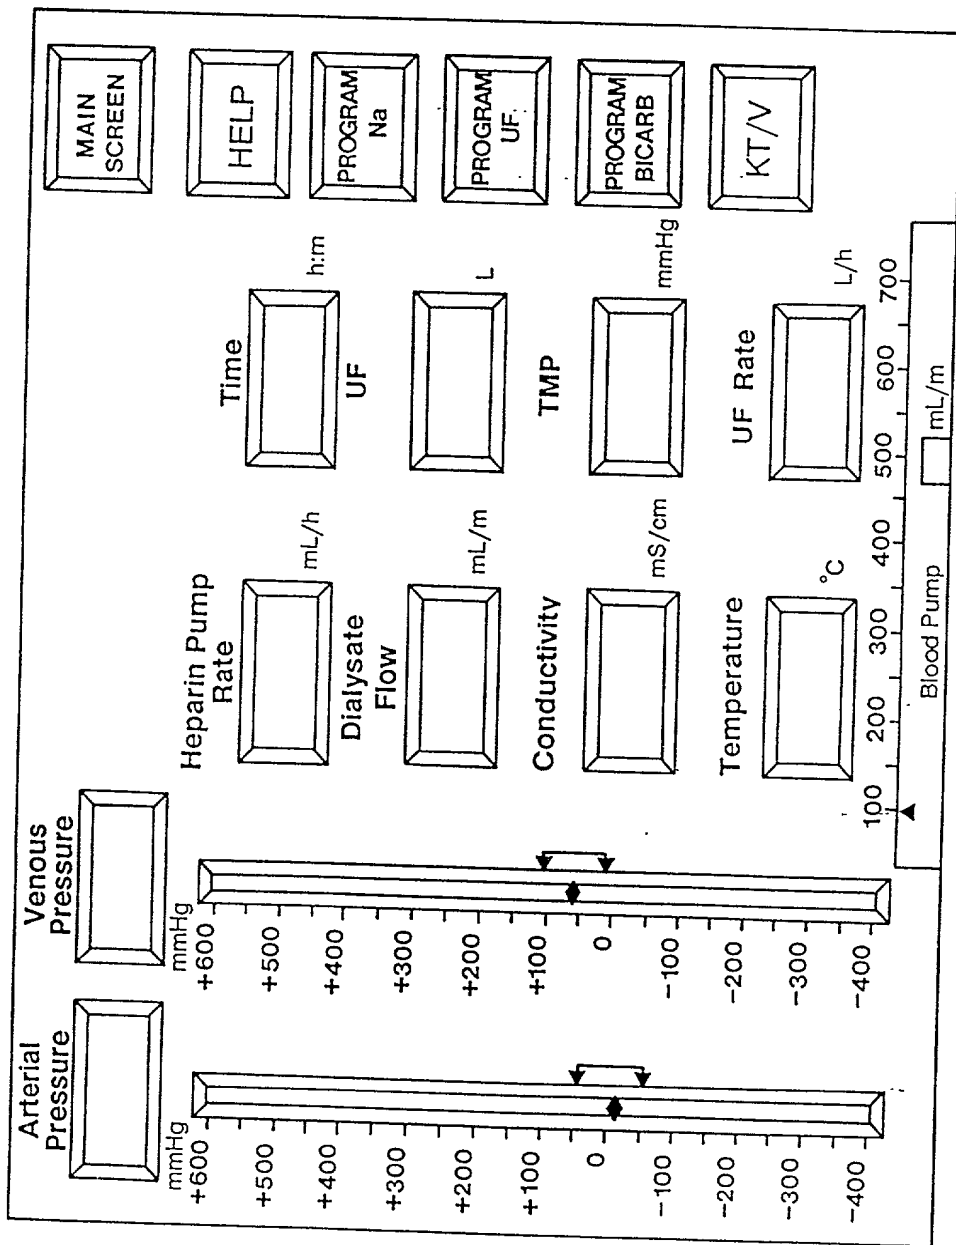 Arterial
Pressure
mmHg
+600
+500
+400
+300
+200
+100
0
-100
-200
-300
-400
Venous
Pressure
mmHg
+600
+500
+400
+300
+200
+100
0
-100
-200
-300
-400
Heparin Pump
Rate
mL/h
Dialysate
Flow
mL/m
Conductivity
mS/cm
Temperature
°C
Time
h:m
UF
L
TMP
mmHg
UF Rate
L/h
MAIN
SCREEN
HELP
PROGRAM
Na
PROGRAM
UF
PROGRAM
BICARB
KT/V
100 200 300 400 500 600 700
Blood Pump mL/m